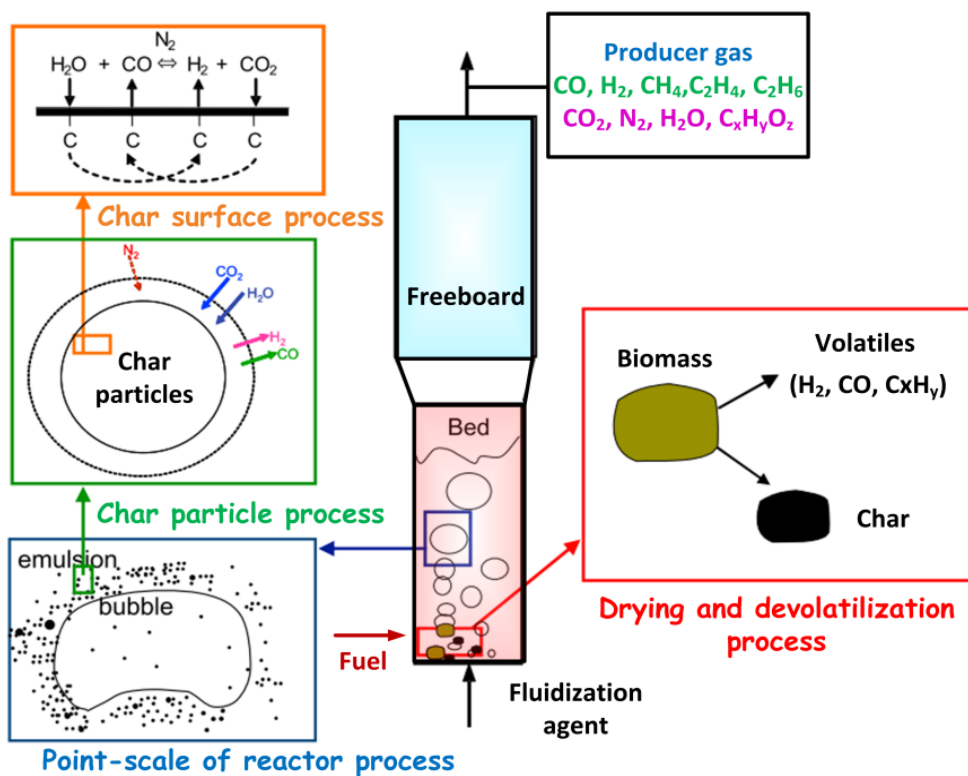 N₂
H₂O + CO ⇔ H₂ + CO₂
C C C C
Char surface process
N₂
CO₂
H₂O
H₂
CO
Char
particles
Char particle process
emulsion
bubble
Point-scale of reactor process
Producer gas
CO, H₂, CH₄,C₂H₄, C₂H₆
CO₂, N₂, H₂O, CₓHᵧO_z
Freeboard
Bed
Fuel
Fluidization
agent
Biomass
Volatiles
(H₂, CO, CxHᵧ)
Char
Drying and devolatilization
process